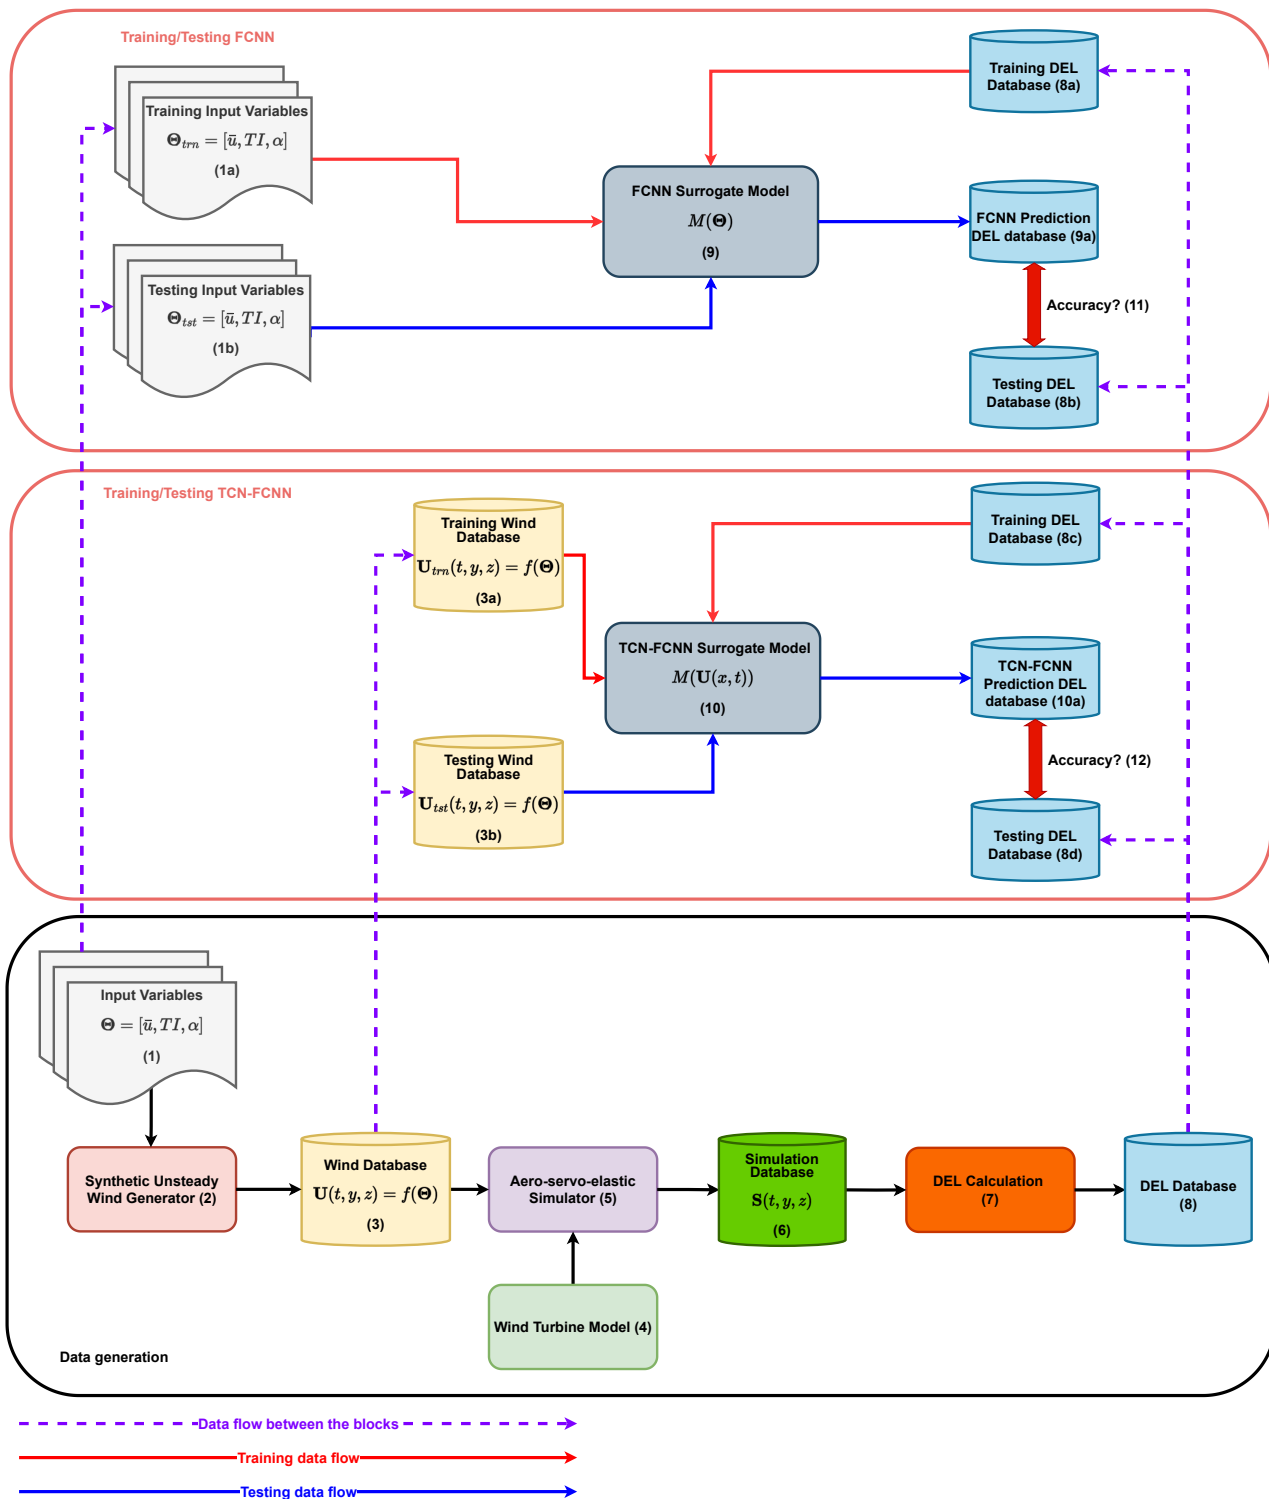 Training/Testing FCNN
Training Input Variables
Θ_trn = [ū, TI, α]
(1a)
Testing Input Variables
Θ_tst = [ū, TI, α]
(1b)
FCNN Surrogate Model
M(Θ)
(9)
Training DEL
Database (8a)
FCNN Prediction
DEL database (9a)
Accuracy? (11)
Testing DEL
Database (8b)
Training/Testing TCN-FCNN
Training Wind
Database
U_trn(t, y, z) = f(Θ)
(3a)
Testing Wind
Database
U_tst(t, y, z) = f(Θ)
(3b)
TCN-FCNN Surrogate Model
M(U(x, t))
(10)
Training DEL
Database (8c)
TCN-FCNN
Prediction DEL
database (10a)
Accuracy? (12)
Testing DEL
Database (8d)
Input Variables
Θ = [ū, TI, α]
(1)
Synthetic Unsteady
Wind Generator (2)
Wind Database
U(t, y, z) = f(Θ)
(3)
Aero-servo-elastic
Simulator (5)
Simulation
Database
S(t, y, z)
(6)
DEL Calculation
(7)
DEL Database
(8)
Wind Turbine Model (4)
Data generation
Data flow between the blocks
Training data flow
Testing data flow